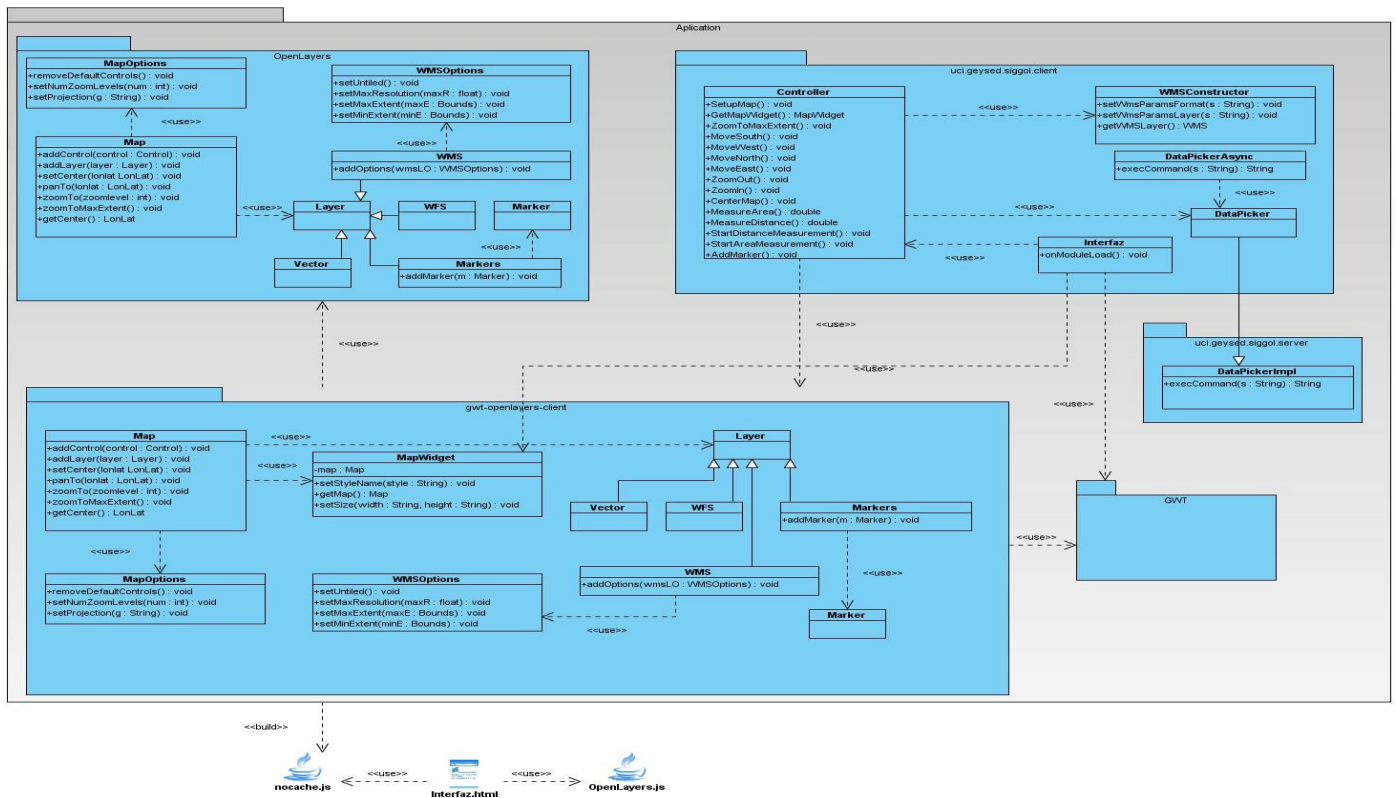 Aplication
OpenLayers
MapOptions
+removeDefaultControls() : void
+setNumZoomLevels(num : int) : void
+setProjection(g : String) : void
<<use>>
Map
+addControl(control : Control) : void
+addLayer(layer : Layer) : void
+setCenter(lonlat LonLat) : void
+panTo(lonlat : LonLat) : void
+zoomTo(zoomlevel : int) : void
+zoomToMaxExtent() : void
+getCenter() : LonLat
<<use>>
WMSOptions
+setUntiled() : void
+setMaxResolution(maxR : float) : void
+setMaxExtent(maxE : Bounds) : void
+setMinExtent(minE : Bounds) : void
<<use>>
WMS
+addOptions(wmsLO : WMSOptions) : void
Layer
WFS
Marker
<<use>>
Vector
Markers
+addMarker(m : Marker) : void
uci.geysed.siggol.client
Controller
+SetupMap() : void
+GetMapWidget() : MapWidget
+ZoomToMaxExtent() : void
+MoveSouth() : void
+MoveWest() : void
+MoveNorth() : void
+MoveEast() : void
+ZoomOut() : void
+ZoomIn() : void
+CenterMap() : void
+MeasureArea() : double
+MeasureDistance() : double
+StartDistanceMeasurement() : void
+StartAreaMeasurement() : void
+AddMarker() : void
<<use>>
WMSConstructor
+setWmsParamsFormat(s : String) : void
+setWmsParamsLayer(s : String) : void
+getWMSLayer() : WMS
DataPickerAsync
+execCommand(s : String) : String
<<use>>
<<use>>
DataPicker
Interfaz
+onModuleLoad() : void
<<use>>
<<use>>
<<use>>
<<use>>
<<use>>
uci.geysed.siggol.server
DataPickerImpl
+execCommand(s : String) : String
gwt-openlayers-client
Map
+addControl(control : Control) : void
+addLayer(layer : Layer) : void
+setCenter(lonlat LonLat) : void
+panTo(lonlat : LonLat) : void
+zoomTo(zoomlevel : int) : void
+zoomToMaxExtent() : void
+getCenter() : LonLat
<<use>>
<<use>>
MapWidget
-map : Map
+setStyleName(style : String) : void
+getMap() : Map
+setSize(width : String, height : String) : void
Layer
Vector
WFS
Markers
+addMarker(m : Marker) : void
<<use>>
MapOptions
+removeDefaultControls() : void
+setNumZoomLevels(num : int) : void
+setProjection(g : String) : void
WMSOptions
+setUntiled() : void
+setMaxResolution(maxR : float) : void
+setMaxExtent(maxE : Bounds) : void
+setMinExtent(minE : Bounds) : void
WMS
+addOptions(wmsLO : WMSOptions) : void
<<use>>
<<use>>
Marker
<<use>>
GWT
<<build>>
nocache.js
<<use>>
Interfaz.html
<<use>>
OpenLayers.js